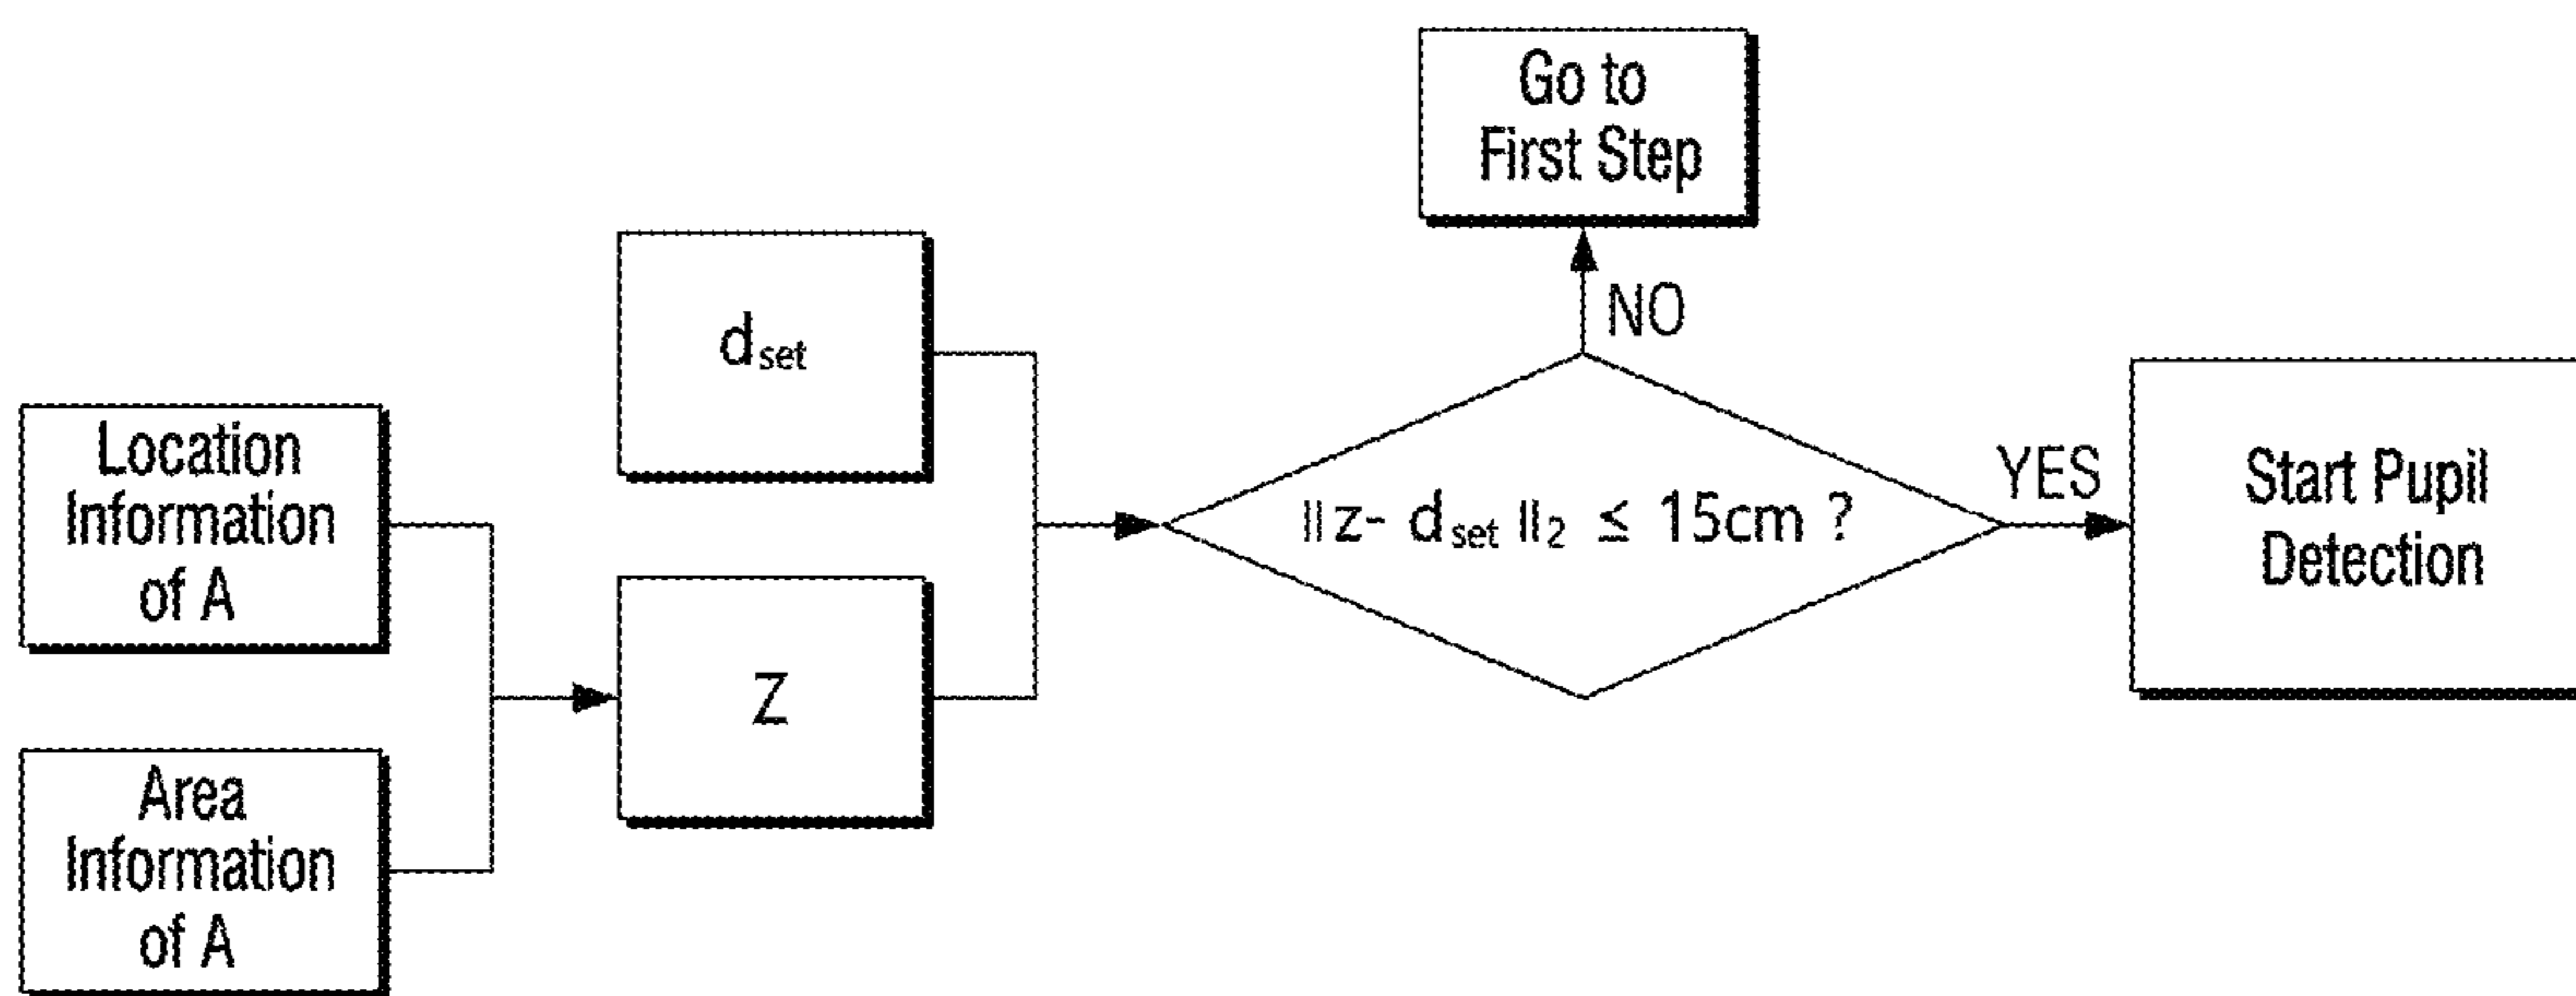 Location
Information
of A
Area
Information
of A
dset
Z
Go to
First Step
NO
||z- dset ||2 ≤ 15cm ?
YES
Start Pupil
Detection